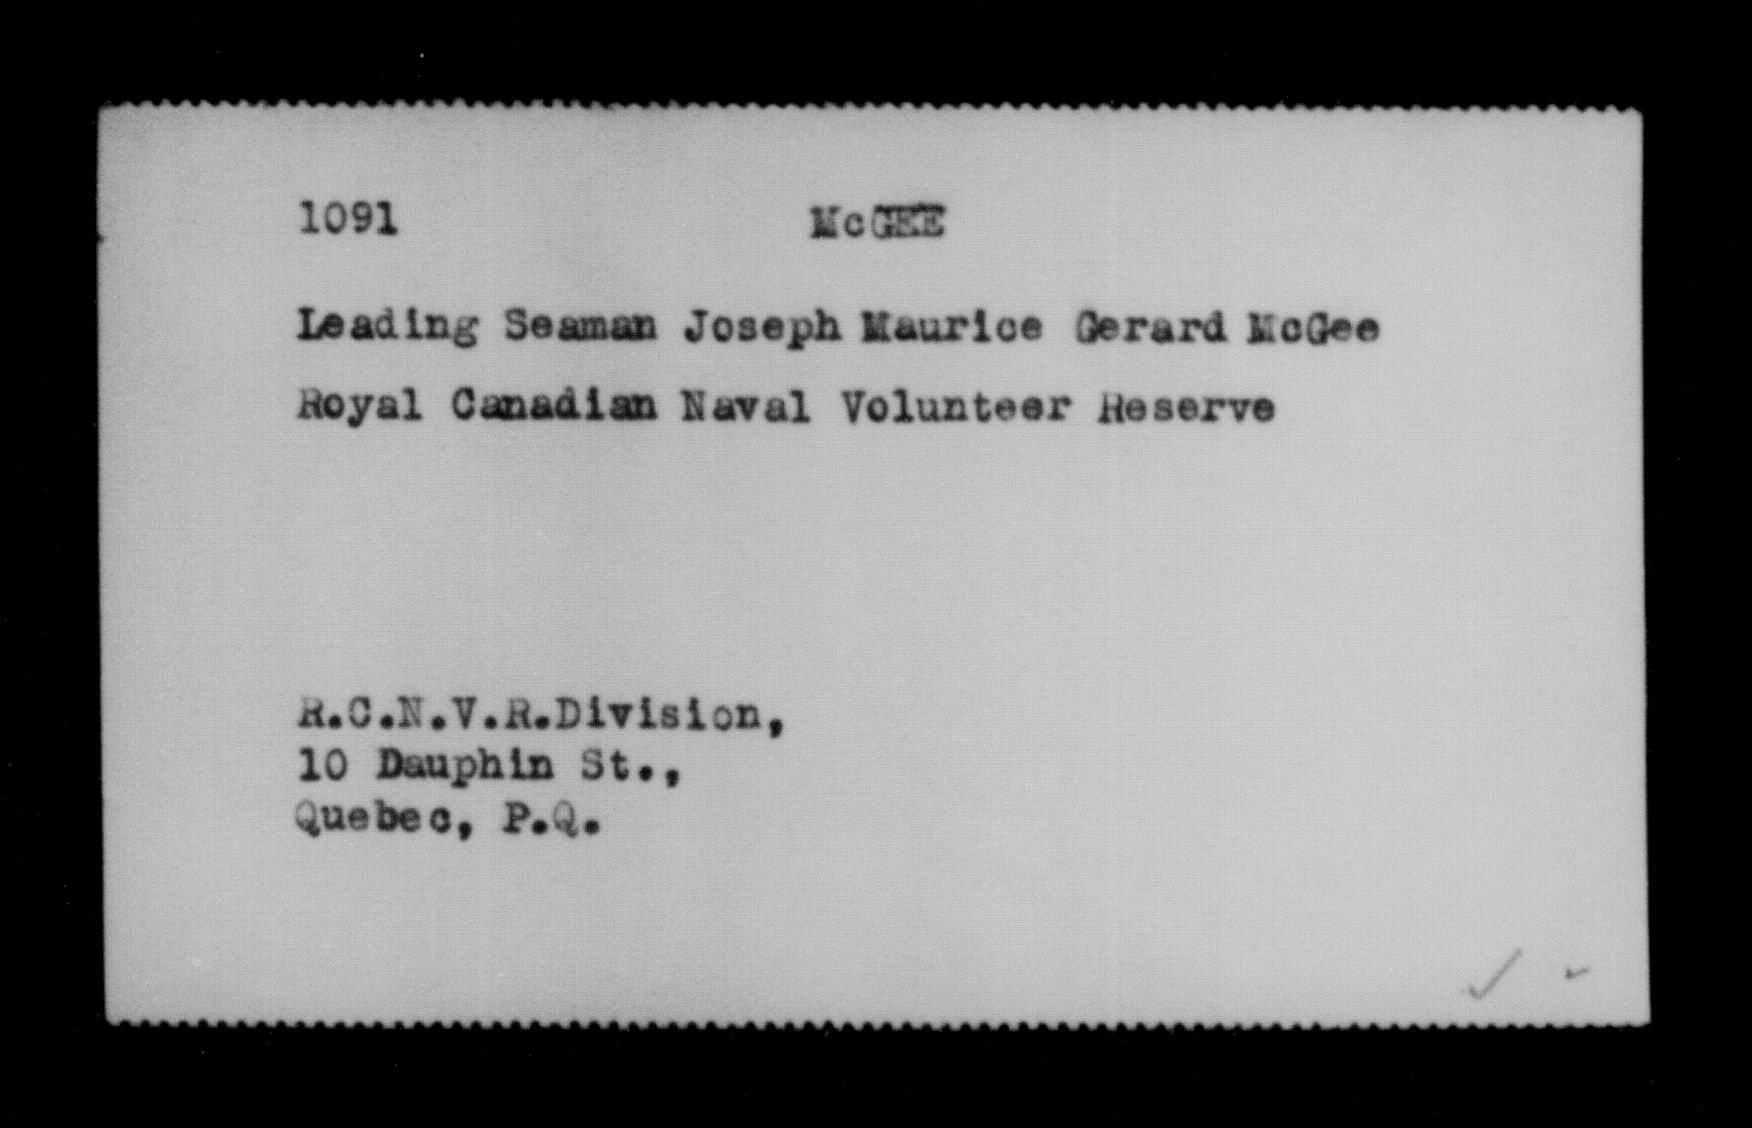 1091 McGEE
Leading Seaman Joseph Maurice Gerard McGee
Royal Canadian Naval Volunteer Reserve
R.C.N.V.R.Division,
10 Dauphin St.,
Quebec, P.Q.